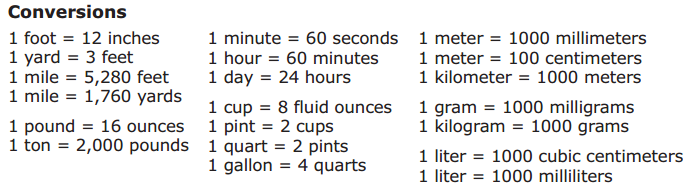 Conversions
1 foot = 12 inches
1 yard = 3 feet
1 mile = 5,280 feet
1 mile = 1,760 yards
1 pound = 16 ounces
1 ton = 2,000 pounds
1 minute = 60 seconds
1 hour = 60 minutes
1 day = 24 hours
1 cup = 8 fluid ounces
1 pint = 2 cups
1 quart = 2 pints
1 gallon = 4 quarts
1 meter = 1000 millimeters
1 meter = 100 centimeters
1 kilometer = 1000 meters
1 gram = 1000 milligrams
1 kilogram = 1000 grams
1 liter = 1000 cubic centimeters
1 liter = 1000 milliliters